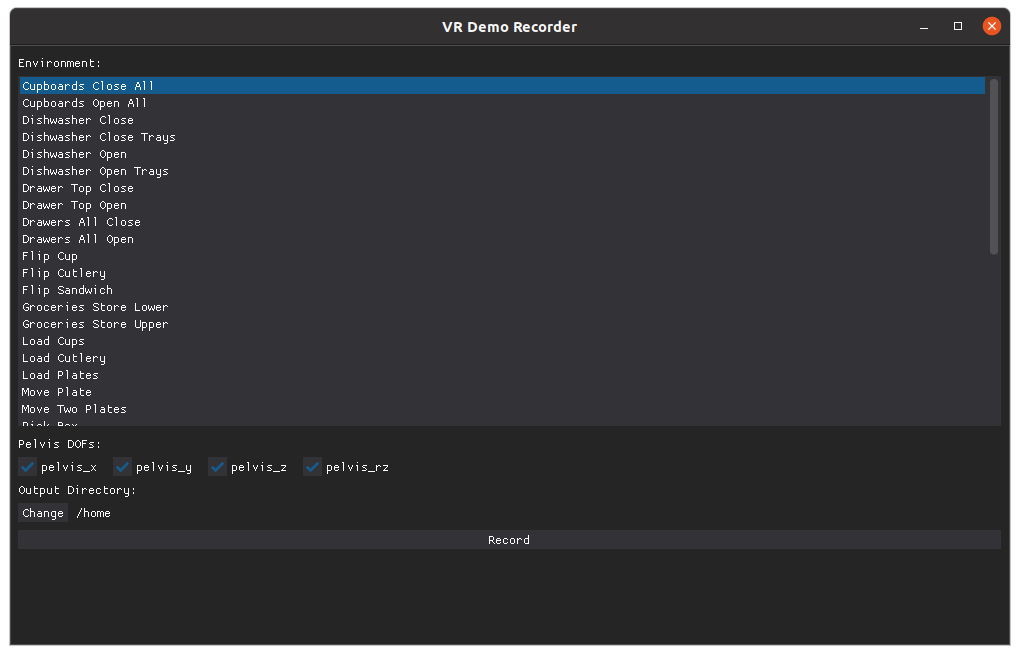 VR Demo Recorder
Environment:
Cupboards Close All
Cupboards Open All
Dishwasher Close
Dishwasher Close Trays
Dishwasher Open
Dishwasher Open Trays
Drawer Top Close
Drawer Top Open
Drawers All Close
Drawers All Open
Flip Cup
Flip Cutlery
Flip Sandwich
Groceries Store Lower
Groceries Store Upper
Load Cups
Load Cutlery
Load Plates
Move Plate
Move Two Plates
Pelvis DOFs:
pelvis_x pelvis_y pelvis_z pelvis_rz
Output Directory:
Change /home
Record